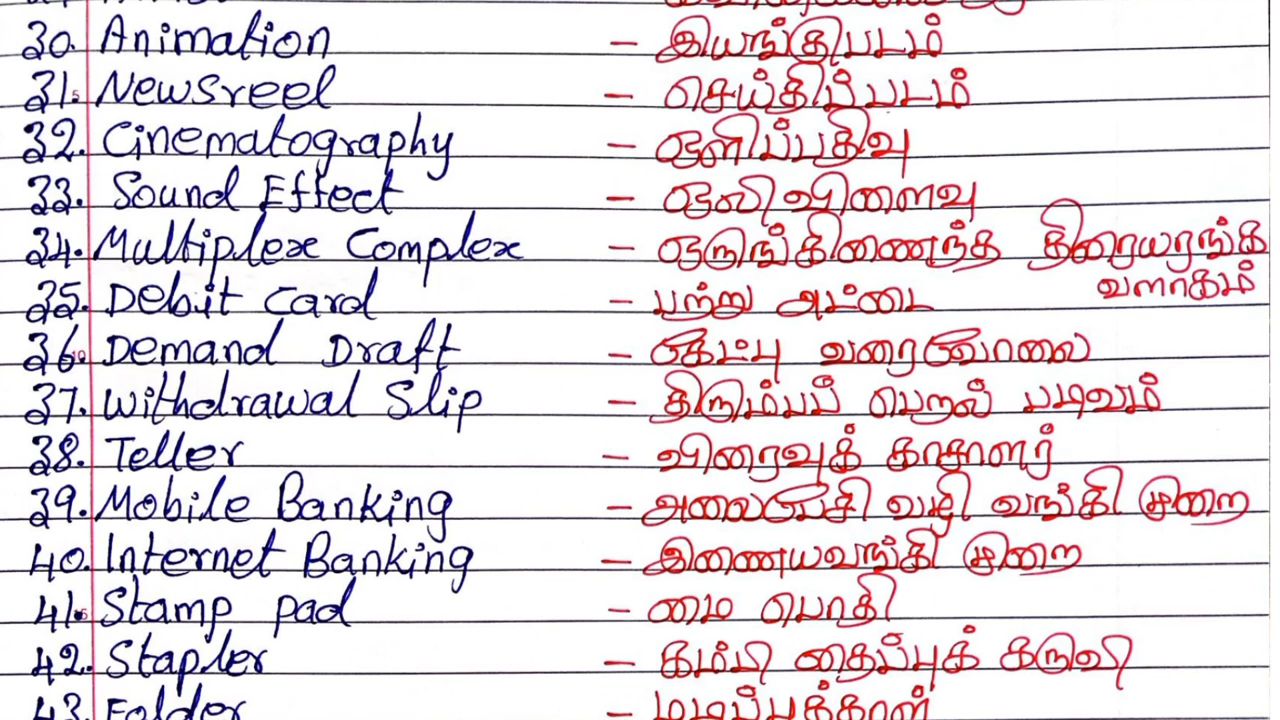 30. Animation - இயங்குபடம்
31. Newsreel - செய்திப்படம்
32. Cinematography - ஒளிப்பதிவு
33. Sound Effect - ஒலி விளைவு
34. Multiplex Complex - ஒருங்கிணைந்த திரையரங்க
வளாகம்
35. Debit Card - பற்று அட்டை
36. Demand Draft - கேட்பு வரைவோலை
37. Withdrawal Slip - திரும்பப் பெறல் படிவம்
38. Teller - விரைவுக் காசாளர்
39. Mobile Banking - அலைபேசி வழி வங்கி முறை
40. Internet Banking - இணையவங்கி முறை
41. Stamp pad - மை பொதி
42. Stapler - கம்பி தைப்புக் கருவி
43. Folder - மடிப்புத்தாள்